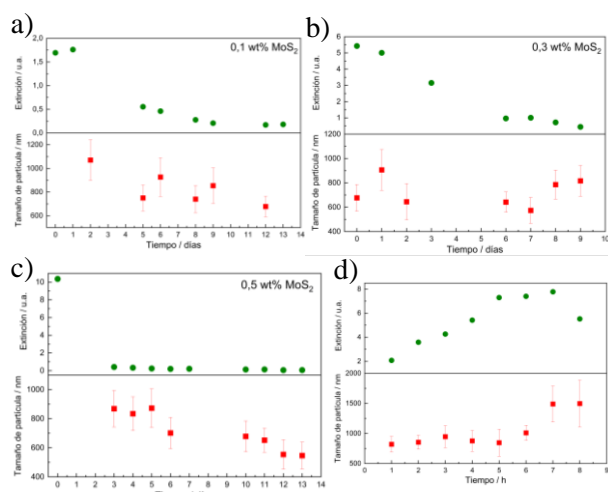 a)
0,1 wt% MoS2
2,0
1,5
1,0
0,5
0,0
Extinción / u.a.
1200
1000
800
600
Tamaño de partícula / nm
0 1 2 3 4 5 6 7 8 9 10 11 12 13 14
Tiempo / días
b)
0,3 wt% MoS2
6
5
4
3
2
1
Extinción / u.a.
1200
1000
800
600
400
Tamaño de partícula / nm
0 1 2 3 4 5 6 7 8 9 10
Tiempo / días
c)
0,5 wt% MoS2
10
8
6
4
2
0
Extinción / u.a.
1000
800
600
400
Tamaño de partícula / nm
0 1 2 3 4 5 6 7 8 9 10 11 12 13 14
d)
8
6
4
2
Extinción / u.a.
2000
1500
1000
500
Tamaño de partícula / nm
0 1 2 3 4 5 6 7 8 9
Tiempo / h